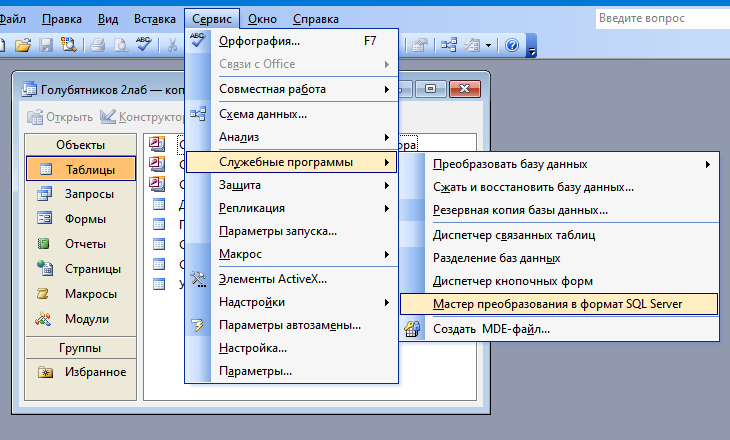 Файл Правка Вид Вставка Сервис Окно Справка Введите вопрос
Орфография... F7
Связи с Office
Совместная работа
Схема данных...
Анализ
Служебные программы
Защита
Репликация
Параметры запуска...
Макрос
Элементы ActiveX...
Надстройки
Параметры автозамены...
Настройка...
Параметры...
Преобразовать базу данных
Сжать и восстановить базу данных...
Резервная копия базы данных...
Диспетчер связанных таблиц
Разделение баз данных
Диспетчер кнопочных форм
Мастер преобразования в формат SQL Server
Создать MDE-файл...
Голубятников 2лаб — коп
Открыть Конструктор
Объекты
Таблицы
Запросы
Формы
Отчеты
Страницы
Макросы
Модули
Группы
Избранное